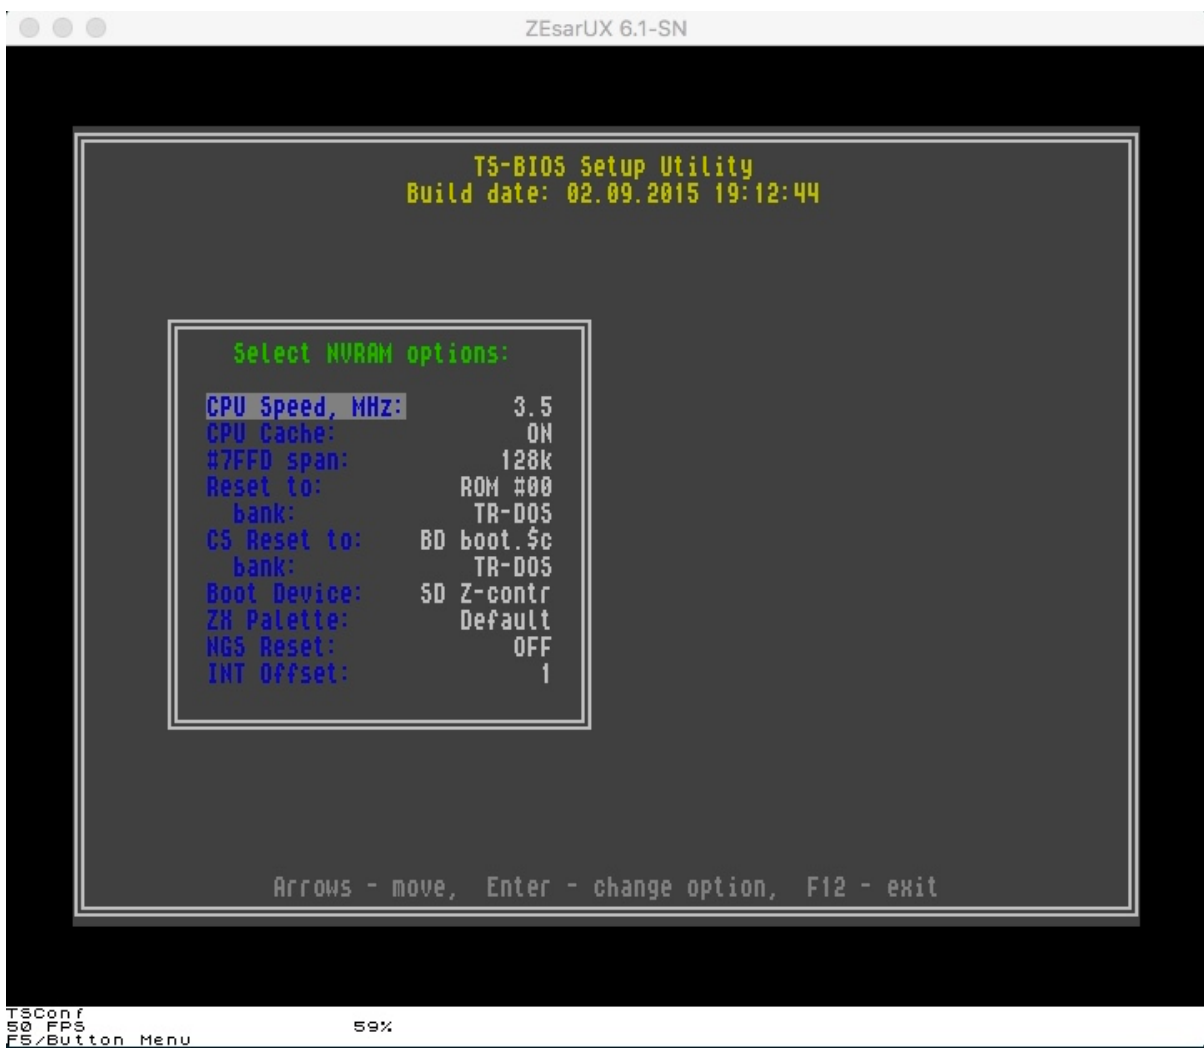 ZEsarUX 6.1-SN
TS-BIOS Setup Utility
Build date: 02.09.2015 19:12:44
Select NVRAM options:
CPU Speed, MHz: 3.5
CPU Cache: ON
#7FFD span: 128k
Reset to: ROM #00
bank: TR-DOS
CS Reset to: BD boot.$c
bank: TR-DOS
Boot Device: SD Z-contr
ZX Palette: Default
NGS Reset: OFF
INT Offset: 1
Arrows - move, Enter - change option, F12 - exit
TSConf
50 FPS 59%
F5/Button Menu